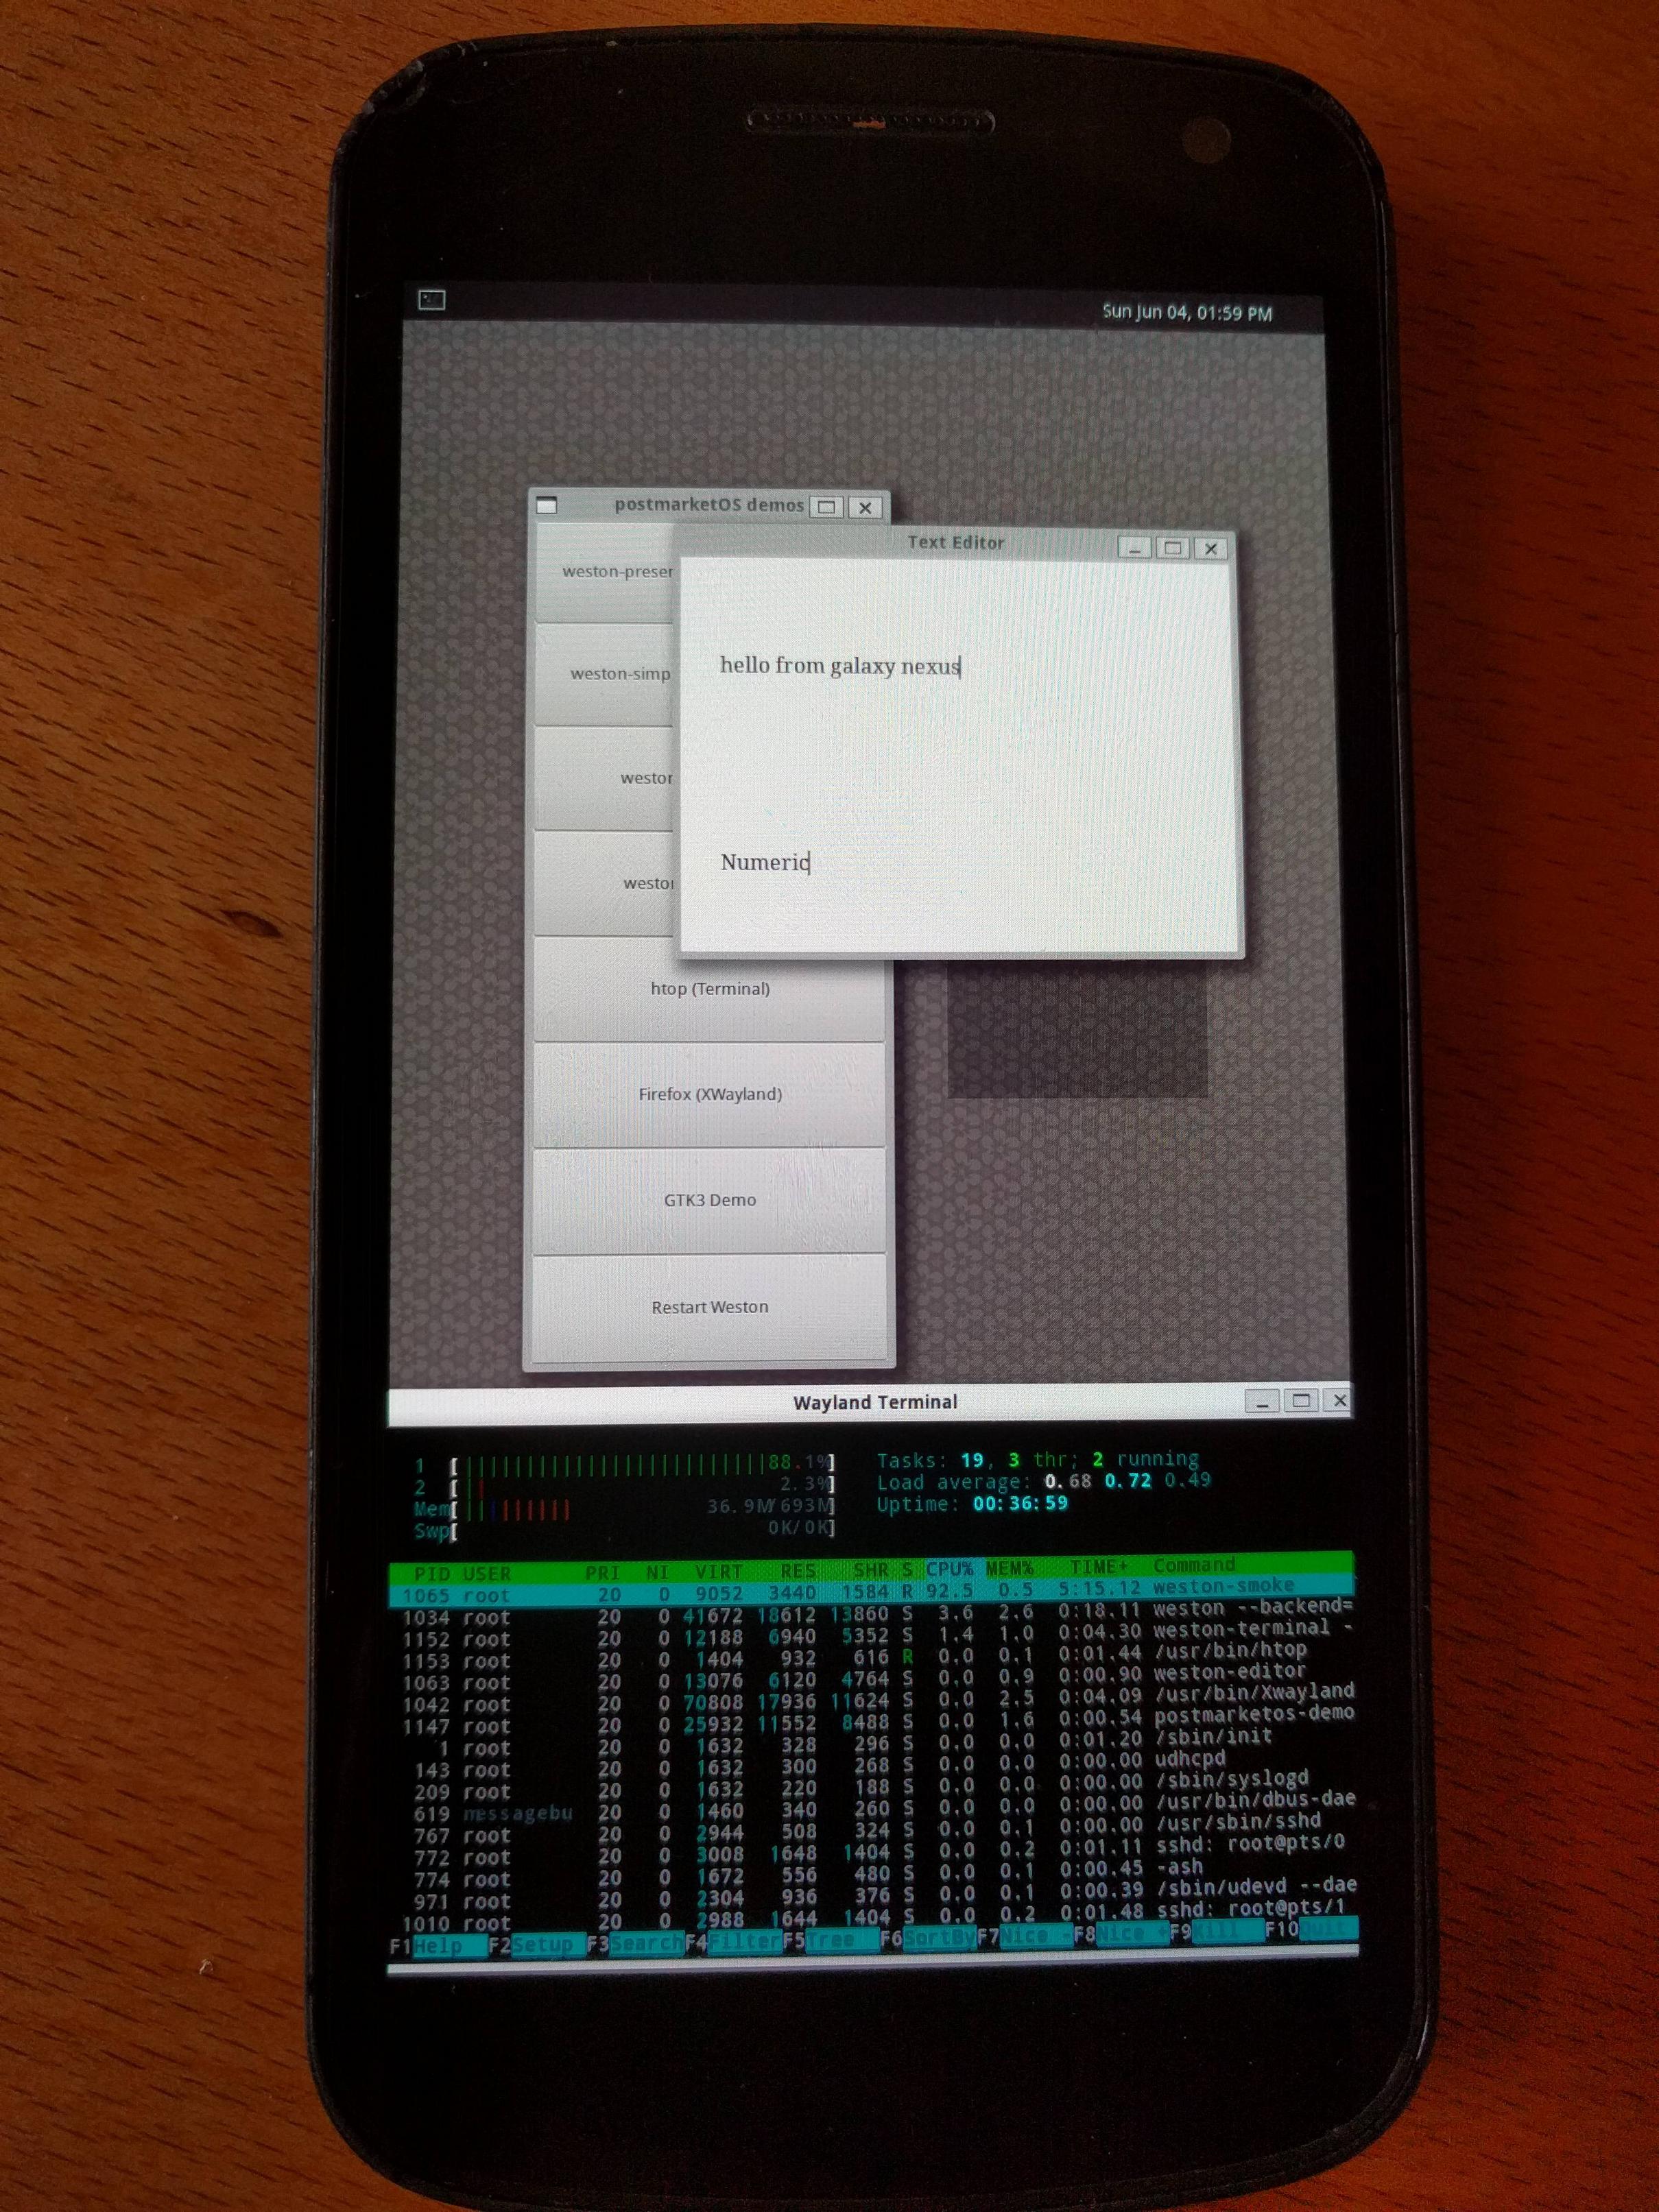 Sun Jun 04, 01:59 PM
postmarketOS demos
Text Editor
weston-presen
hello from galaxy nexus
weston-simp
weston
Numeric
weston
htop (Terminal)
Firefox (XWayland)
GTK3 Demo
Restart Weston
Wayland Terminal
1 [ 88.1%] Tasks: 19, 3 thr; 2 running
2 [ 2.3%] Load average: 0.68 0.72 0.49
Mem[ 36.9M/693M] Uptime: 00:36:59
Swp[ 0K/0K]
PID USER PRI NI VIRT RES SHR S CPU% MEM% TIME+ Command
1065 root 20 0 9052 3440 1584 R 92.5 0.5 5:15.12 weston-smoke
1034 root 20 0 41672 18612 13860 S 3.6 2.6 0:18.11 weston --backend=
1152 root 20 0 12188 6940 5352 S 1.4 1.0 0:04.30 weston-terminal -
1153 root 20 0 1404 932 616 R 0.0 0.1 0:01.44 /usr/bin/htop
1063 root 20 0 13076 6120 4764 S 0.0 0.9 0:00.90 weston-editor
1042 root 20 0 70808 17936 11624 S 0.0 2.5 0:04.09 /usr/bin/Xwayland
1147 root 20 0 25932 11552 8488 S 0.0 1.6 0:00.54 postmarketos-demo
1 root 20 0 1632 328 296 S 0.0 0.0 0:01.20 /sbin/init
143 root 20 0 1632 300 268 S 0.0 0.0 0:00.00 udhcpd
209 root 20 0 1632 220 188 S 0.0 0.0 0:00.00 /sbin/syslogd
619 messagebu 20 0 1460 340 260 S 0.0 0.0 0:00.00 /usr/bin/dbus-dae
767 root 20 0 2944 508 324 S 0.0 0.1 0:00.00 /usr/sbin/sshd
772 root 20 0 3008 1648 1404 S 0.0 0.2 0:01.11 sshd: root@pts/0
774 root 20 0 1672 556 480 S 0.0 0.1 0:00.45 -ash
971 root 20 0 2304 936 376 S 0.0 0.1 0:00.39 /sbin/udevd --dae
1010 root 20 0 2988 1644 1404 S 0.0 0.2 0:01.48 sshd: root@pts/1
F1Help F2Setup F3SearchF4FilterF5Tree F6SortByF7Nice -F8Nice +F9Kill F10Quit